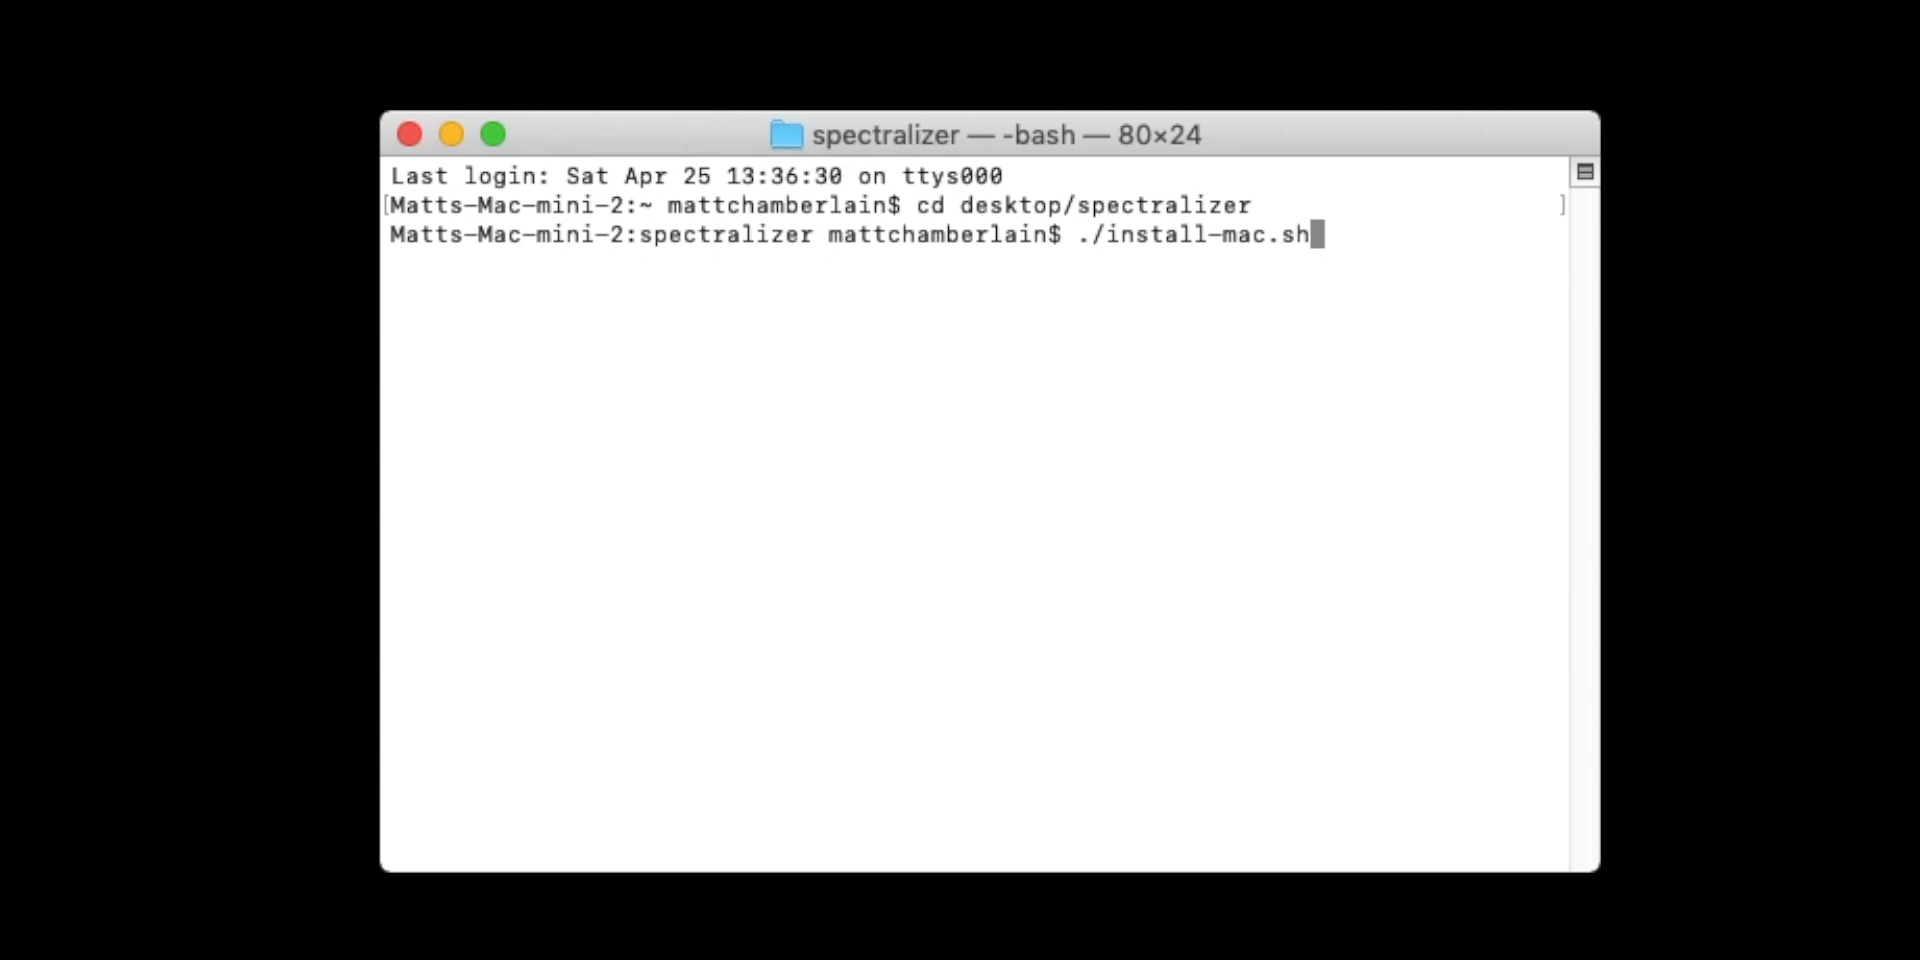 spectralizer — -bash — 80×24
Last login: Sat Apr 25 13:36:30 on ttys000
[Matts-Mac-mini-2:~ mattchamberlain$ cd desktop/spectralizer ]
Matts-Mac-mini-2:spectralizer mattchamberlain$ ./install-mac.sh